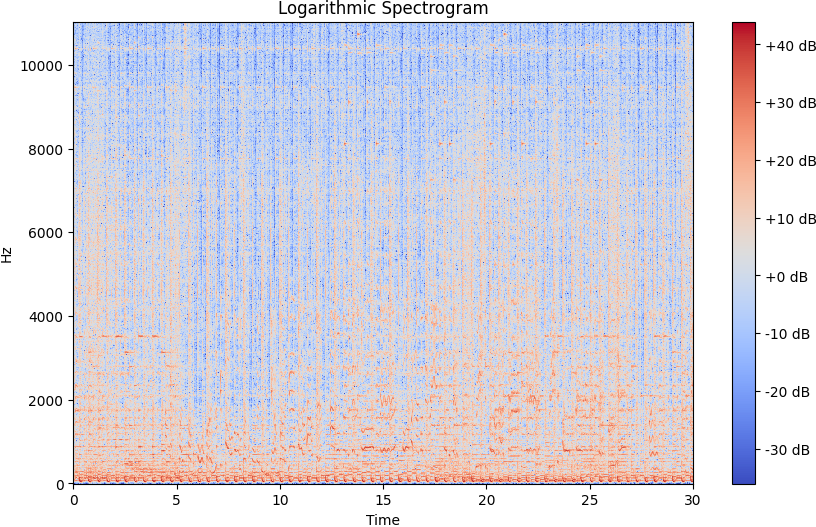 Logarithmic Spectrogram
Hz
10000
8000
6000
4000
2000
0
0 5 10 15 20 25 30
Time
+40 dB
+30 dB
+20 dB
+10 dB
+0 dB
-10 dB
-20 dB
-30 dB